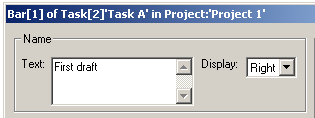 Bar[1] of Task[2]'Task A' in Project:'Project 1'
Name
Text: First draft Display: Right